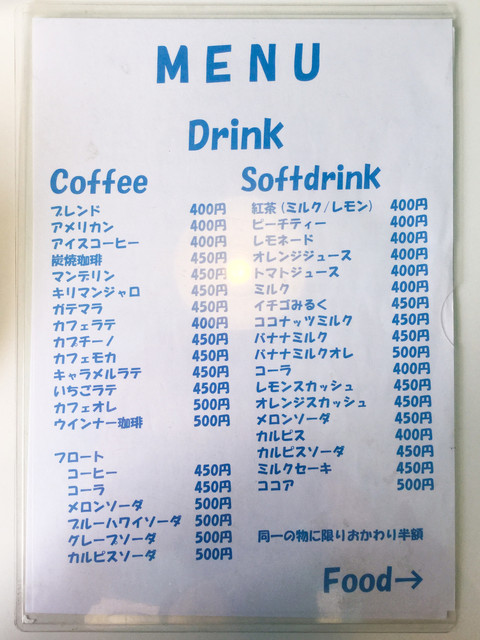 MENU
Drink
Coffee
ブレンド 400円
アメリカン 400円
アイスコーヒー 400円
炭焼珈琲 450円
マンデリン 450円
キリマンジャロ 450円
ガテマラ 450円
カフェラテ 400円
カプチーノ 450円
カフェモカ 450円
キャラメルラテ 450円
いちごラテ 450円
カフェオレ 500円
ウインナー珈琲 500円
フロート
コーヒー 450円
コーラ 450円
メロンソーダ 500円
ブルーハワイソーダ 500円
グレープソーダ 500円
カルピスソーダ 500円
Softdrink
紅茶(ミルク/レモン) 400円
ピーチティー 400円
レモネード 400円
オレンジジュース 400円
トマトジュース 400円
ミルク 400円
イチゴみるく 450円
ココナッツミルク 450円
バナナミルク 450円
バナナミルクオレ 500円
コーラ 400円
レモンスカッシュ 450円
オレンジスカッシュ 450円
メロンソーダ 450円
カルピス 400円
カルピスソーダ 450円
ミルクセーキ 450円
ココア 500円
同一の物に限りおかわり半額
Food→